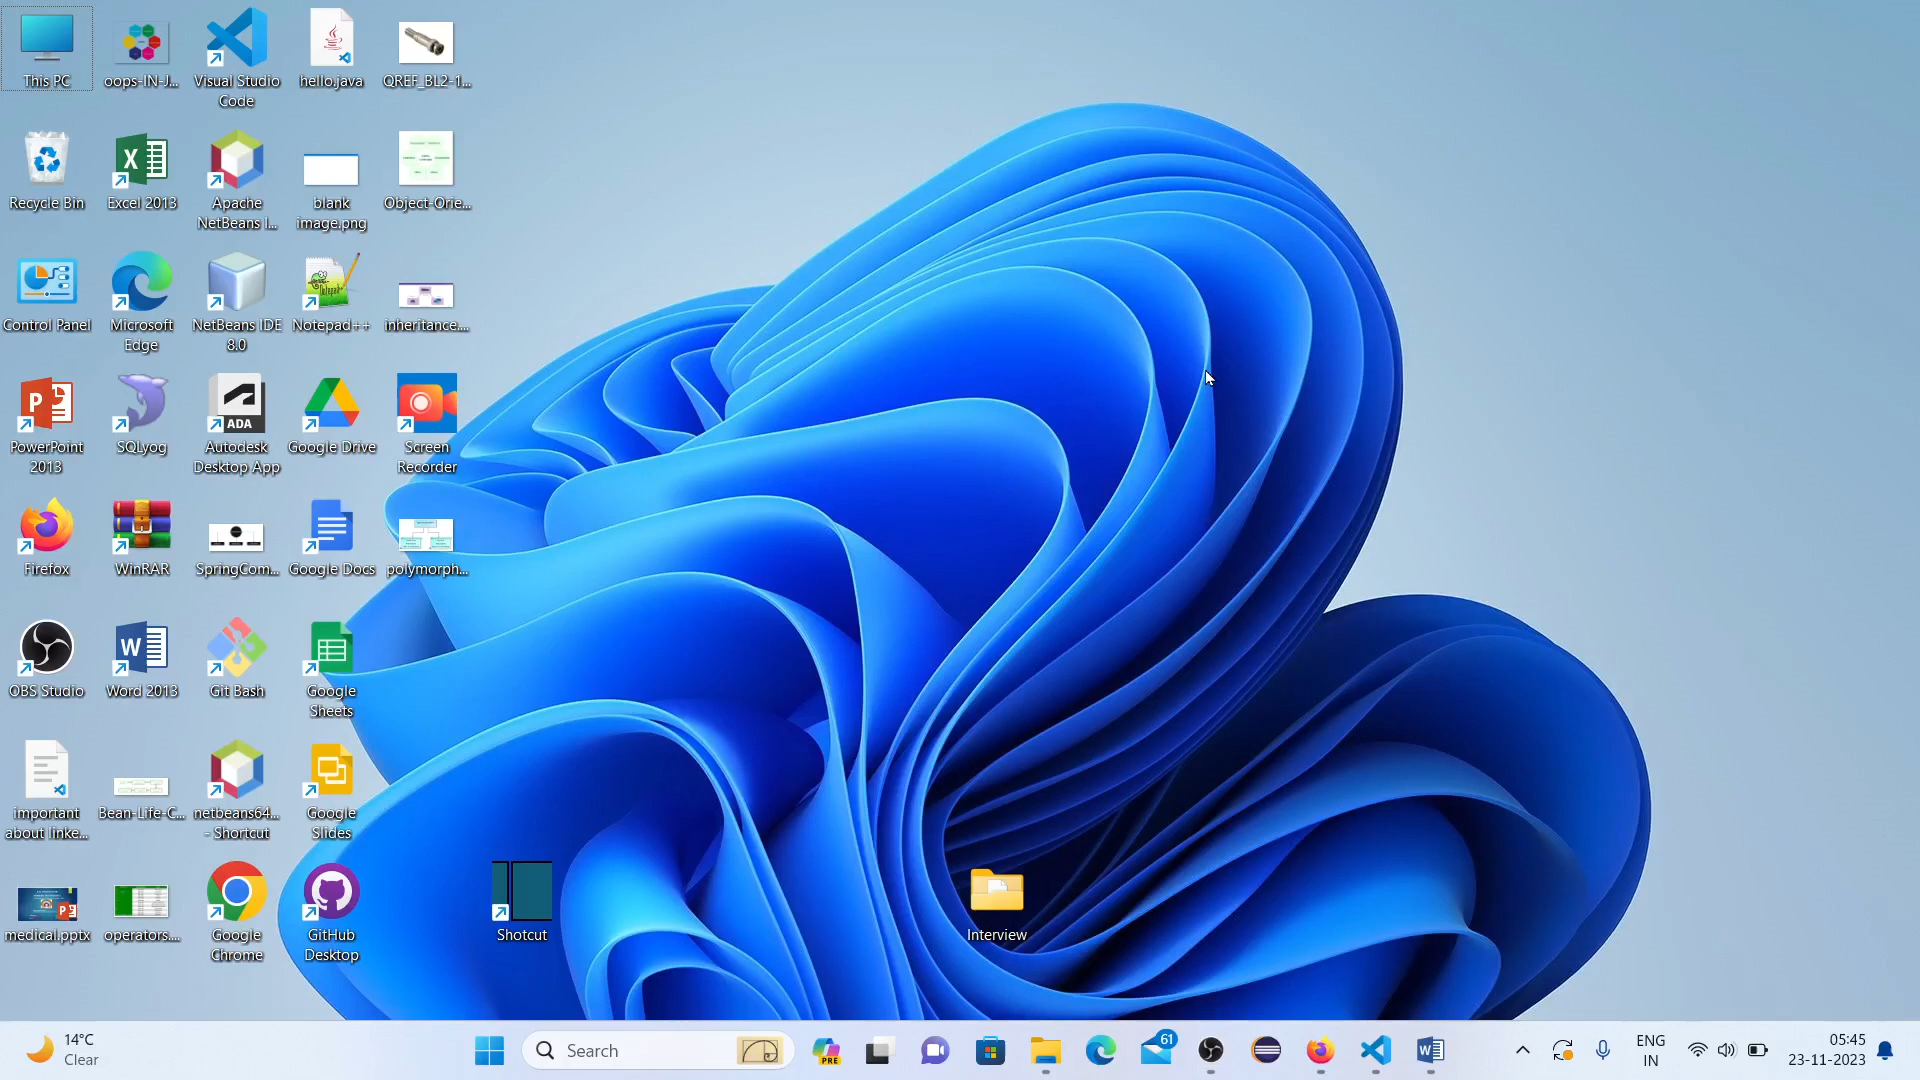 This PC
oops-IN-J...
Visual Studio
Code
hello.java
QREF_BL2-1...
Recycle Bin
Excel 2013
Apache
NetBeans I...
blank
image.png
Object-Orie...
Control Panel
Microsoft
Edge
NetBeans IDE
8.0
Notepad++
inheritance....
PowerPoint
2013
SQLyog
ADA
Autodesk
Desktop App
Google Drive
Screen
Recorder
Firefox
WinRAR
SpringCom...
Google Docs
polymorph...
OBS Studio
Word 2013
Git Bash
Google
Sheets
important
about linke...
Bean-Life-C...
netbeans64...
- Shortcut
Google
Slides
medical.pptx
operators....
Google
Chrome
GitHub
Desktop
Shotcut
Interview
14°C
Clear
Search
PRE
61
ENG
IN
05:45
23-11-2023